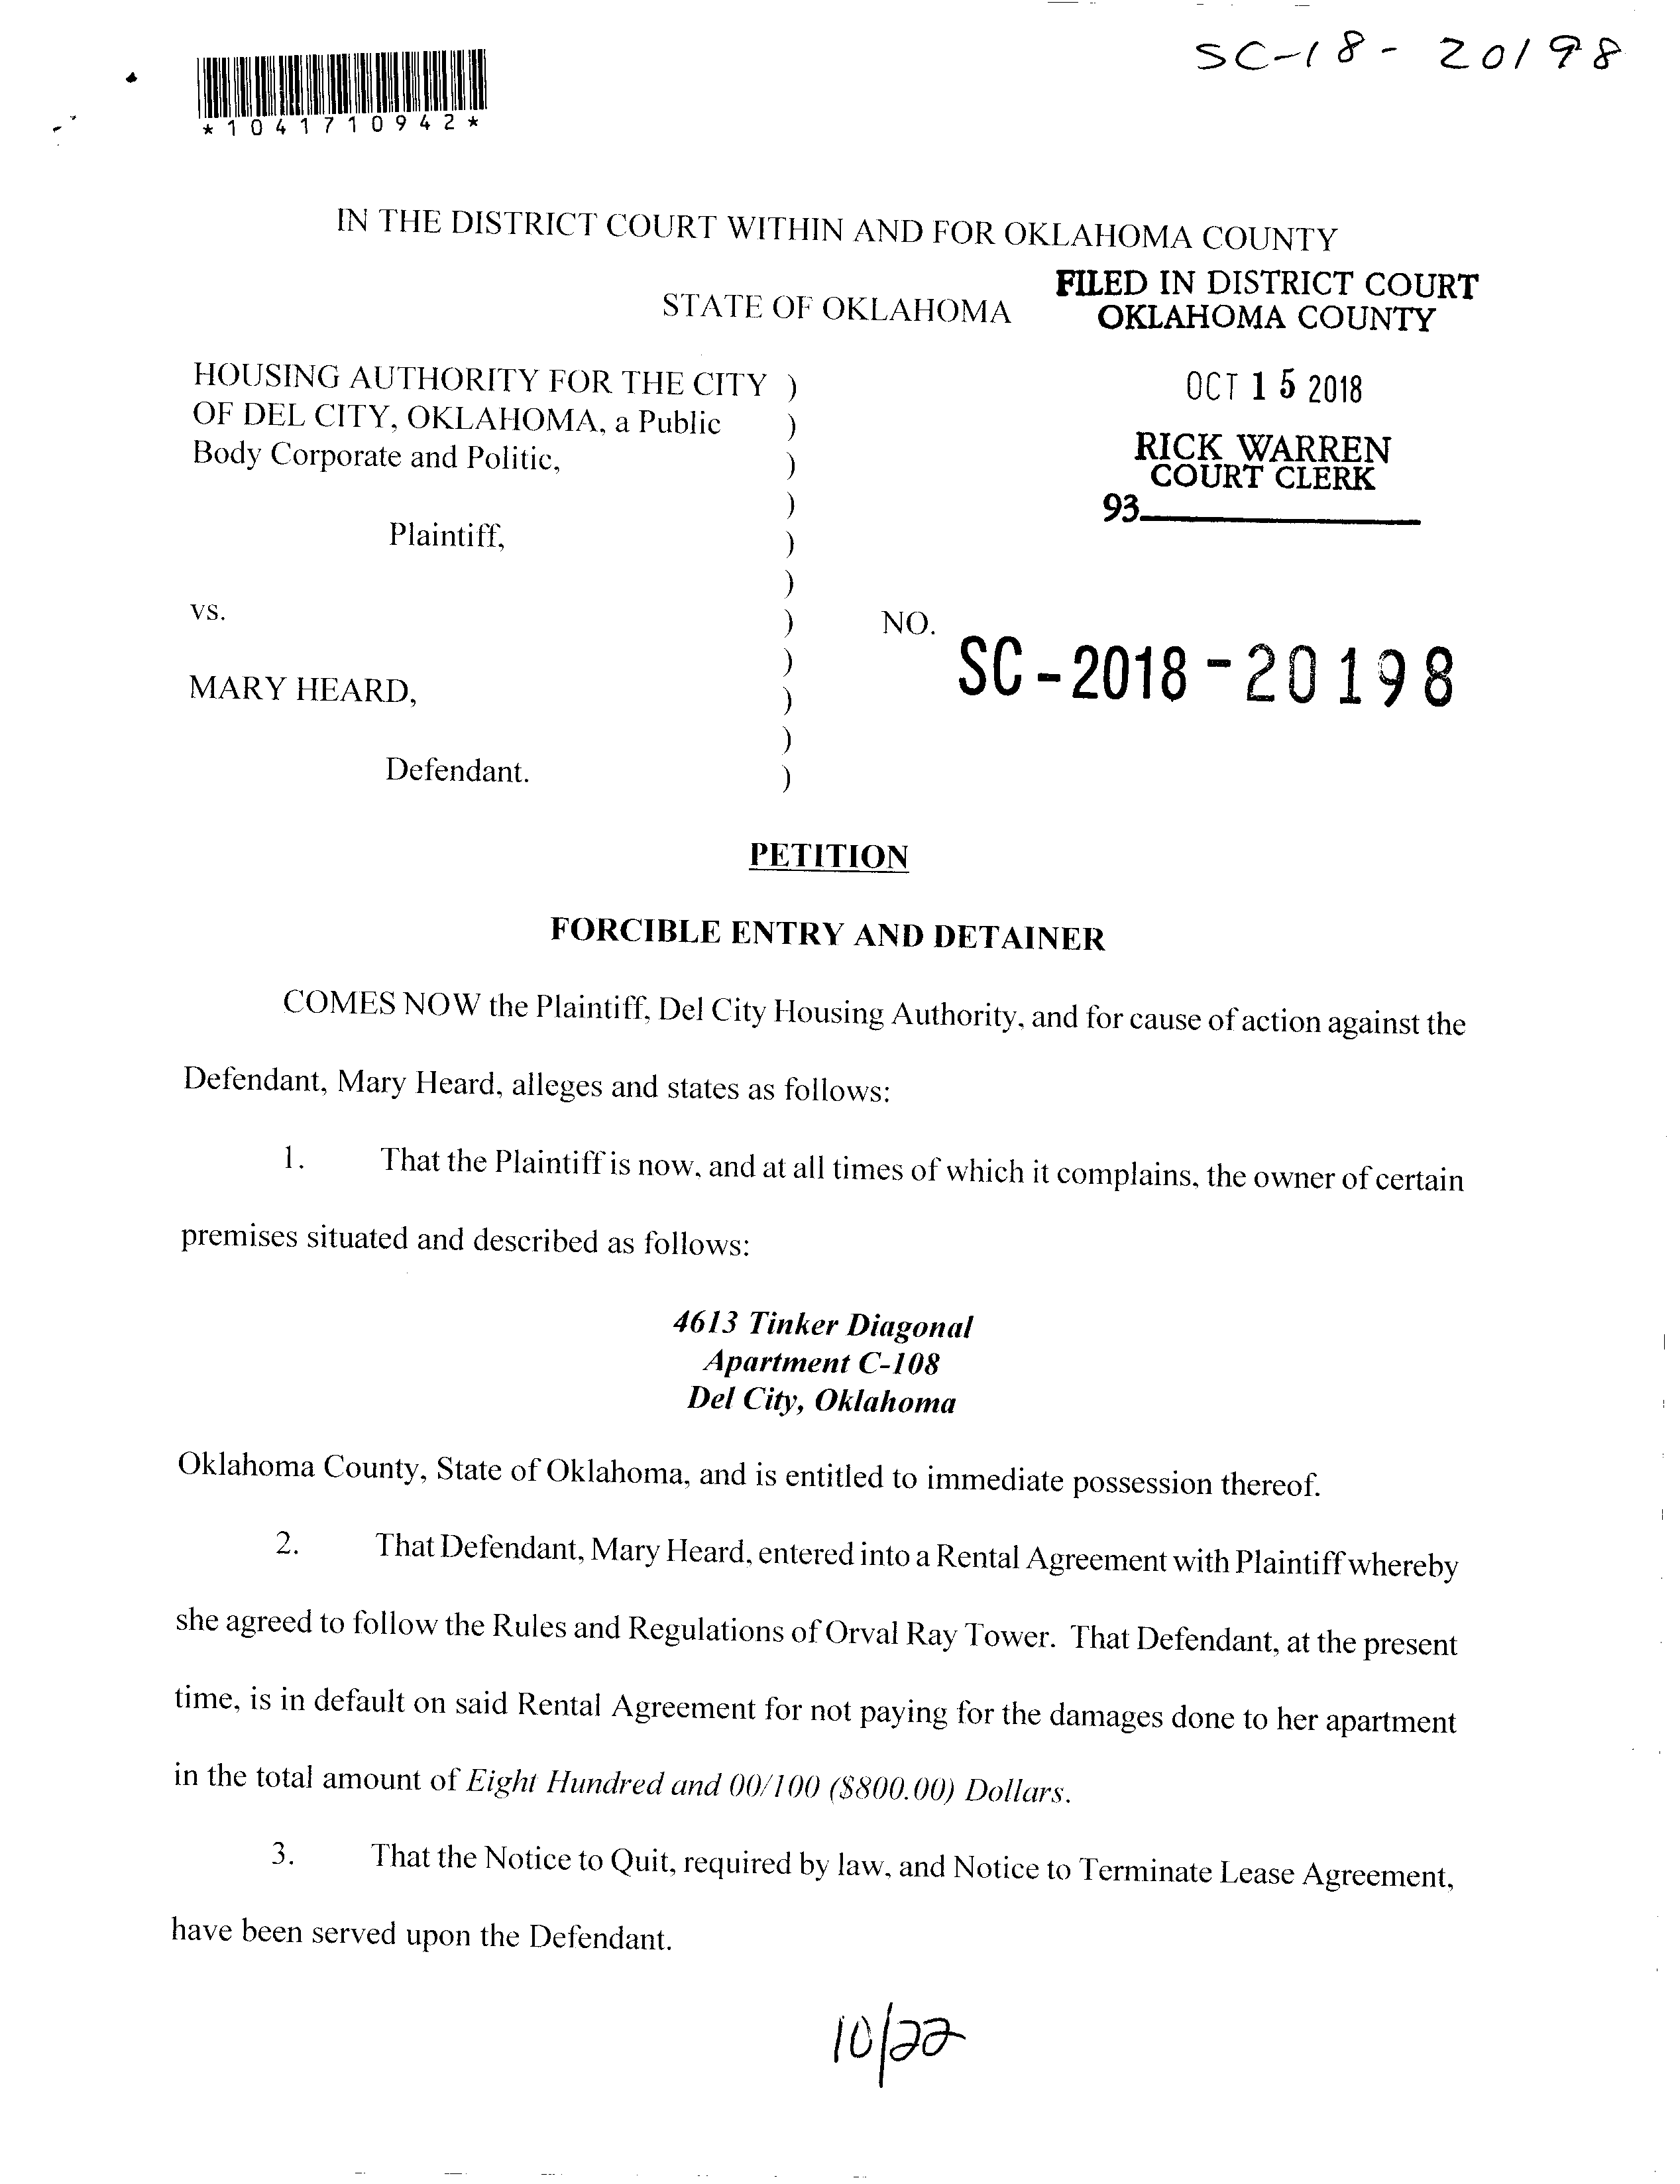 SC-18-20198
*1041710942*
IN THE DISTRICT COURT WITHIN AND FOR OKLAHOMA COUNTY
STATE OF OKLAHOMA
FILED IN DISTRICT COURT
OKLAHOMA COUNTY
OCT 15 2018
RICK WARREN
COURT CLERK
93
HOUSING AUTHORITY FOR THE CITY )
OF DEL CITY, OKLAHOMA, a Public )
Body Corporate and Politic, )
)
Plaintiff, )
)
vs. ) NO.
) SC-2018-20198
MARY HEARD, )
)
Defendant. )
PETITION
FORCIBLE ENTRY AND DETAINER
COMES NOW the Plaintiff, Del City Housing Authority, and for cause of action against the
Defendant, Mary Heard, alleges and states as follows:
1. That the Plaintiff is now, and at all times of which it complains, the owner of certain
premises situated and described as follows:
4613 Tinker Diagonal
Apartment C-108
Del City, Oklahoma
Oklahoma County, State of Oklahoma, and is entitled to immediate possession thereof.
2. That Defendant, Mary Heard, entered into a Rental Agreement with Plaintiff whereby
she agreed to follow the Rules and Regulations of Orval Ray Tower. That Defendant, at the present
time, is in default on said Rental Agreement for not paying for the damages done to her apartment
in the total amount of Eight Hundred and 00/100 ($800.00) Dollars.
3. That the Notice to Quit, required by law, and Notice to Terminate Lease Agreement,
have been served upon the Defendant.
10/22